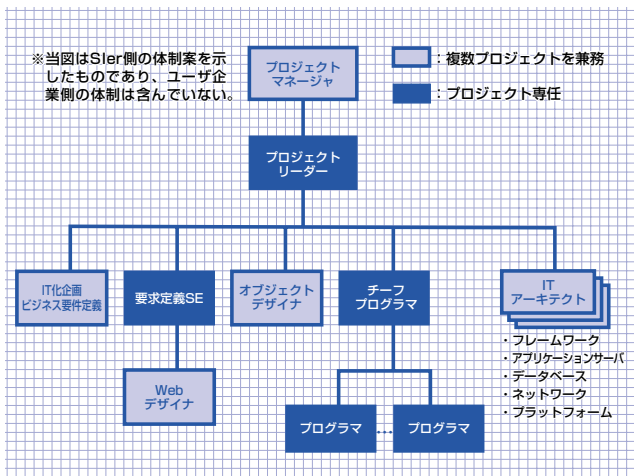 ※当図はSIer側の体制案を示
したものであり、ユーザ企
業側の体制は含んでいない。
プロジェクト
マネージャ
：複数プロジェクトを兼務
：プロジェクト専任
プロジェクト
リーダー
IT化企画
ビジネス要件定義
要求定義SE
オブジェクト
デザイナ
チーフ
プログラマ
IT
アーキテクト
・フレームワーク
・アプリケーションサーバ
・データベース
・ネットワーク
・プラットフォーム
Web
デザイナ
プログラマ…プログラマ